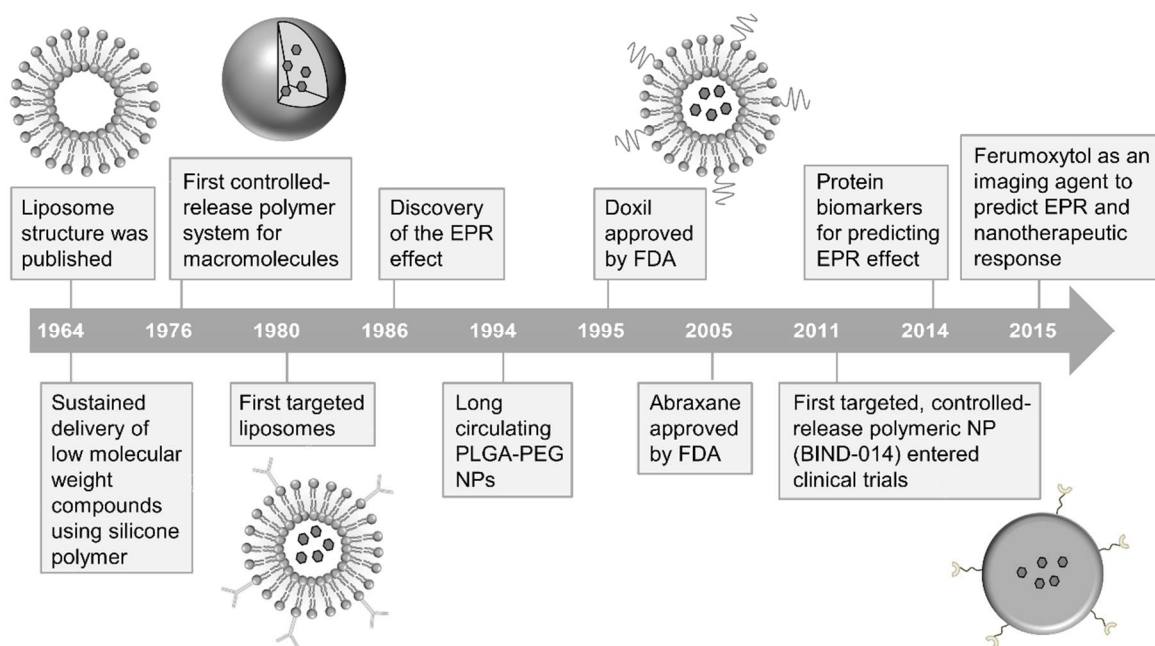 Liposome
structure was
published
First controlled-
release polymer
system for
macromolecules
Discovery
of the EPR
effect
Doxil
approved
by FDA
Protein
biomarkers
for predicting
EPR effect
Ferumoxytol as an
imaging agent to
predict EPR and
nanotherapeutic
response
1964 1976 1980 1986 1994 1995 2005 2011 2014 2015
Sustained
delivery of
low molecular
weight
compounds
using silicone
polymer
First targeted
liposomes
Long
circulating
PLGA-PEG
NPs
Abraxane
approved
by FDA
First targeted, controlled-
release polymeric NP
(BIND-014) entered
clinical trials